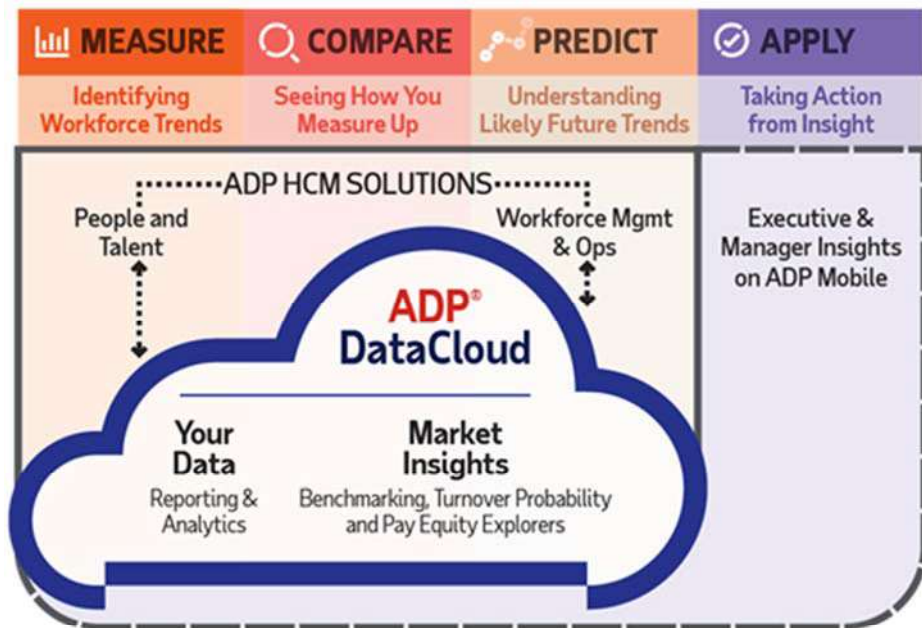 MEASURE
COMPARE
PREDICT
APPLY
Identifying
Workforce Trends
Seeing How You
Measure Up
Understanding
Likely Future Trends
Taking Action
from Insight
ADP HCM SOLUTIONS
People and
Talent
Workforce Mgmt
& Ops
Executive &
Manager Insights
on ADP Mobile
ADP®
DataCloud
Your
Data
Reporting &
Analytics
Market
Insights
Benchmarking, Turnover Probability
and Pay Equity Explorers